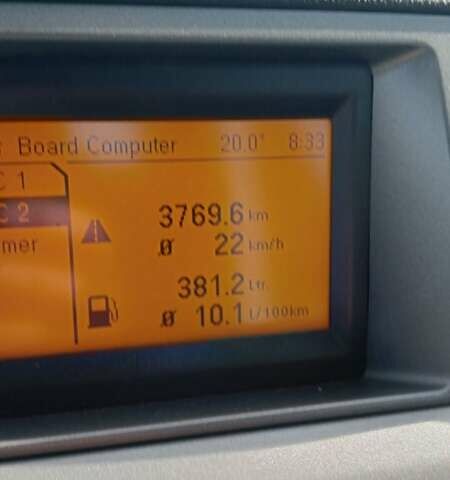 Board Computer 20.0° 8:33
C 1
3769.6 km
C 2
Ø 22 km/h
mer
381.2 Ltr.
Ø 10.1 l/100km